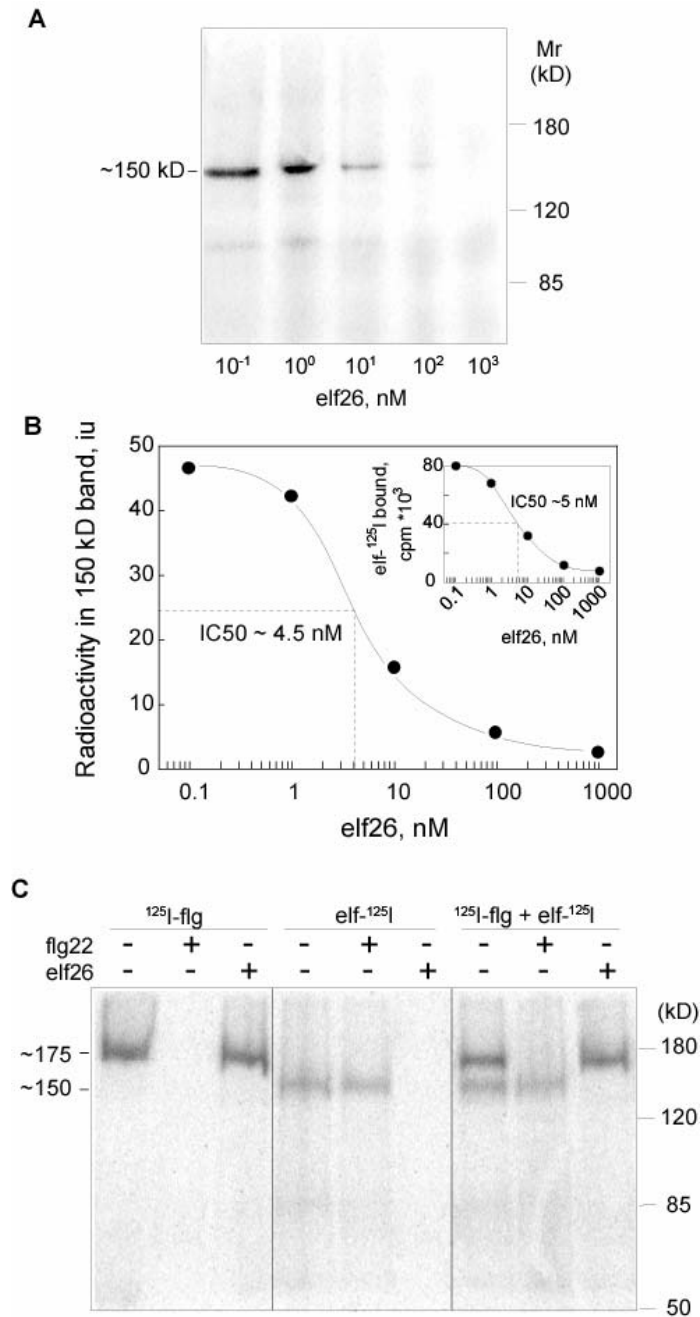 A
Mr
(kD)
180
~150 kD
120
85
10⁻¹ 10⁰ 10¹ 10² 10³
elf26, nM
B
Radioactivity in 150 kD band, iu
50
40
30
20
10
0
0.1 1 10 100 1000
elf26, nM
IC50 ~ 4.5 nM
elf-¹²⁵I bound,
cpm *10³
80
40
0
IC50 ~5 nM
0.1 1 10 100 1000
elf26, nM
C
¹²⁵I-flg elf-¹²⁵I ¹²⁵I-flg + elf-¹²⁵I
flg22 - + - - + - - + -
elf26 - - + - - + - - +
(kD)
~175
180
~150
120
85
50